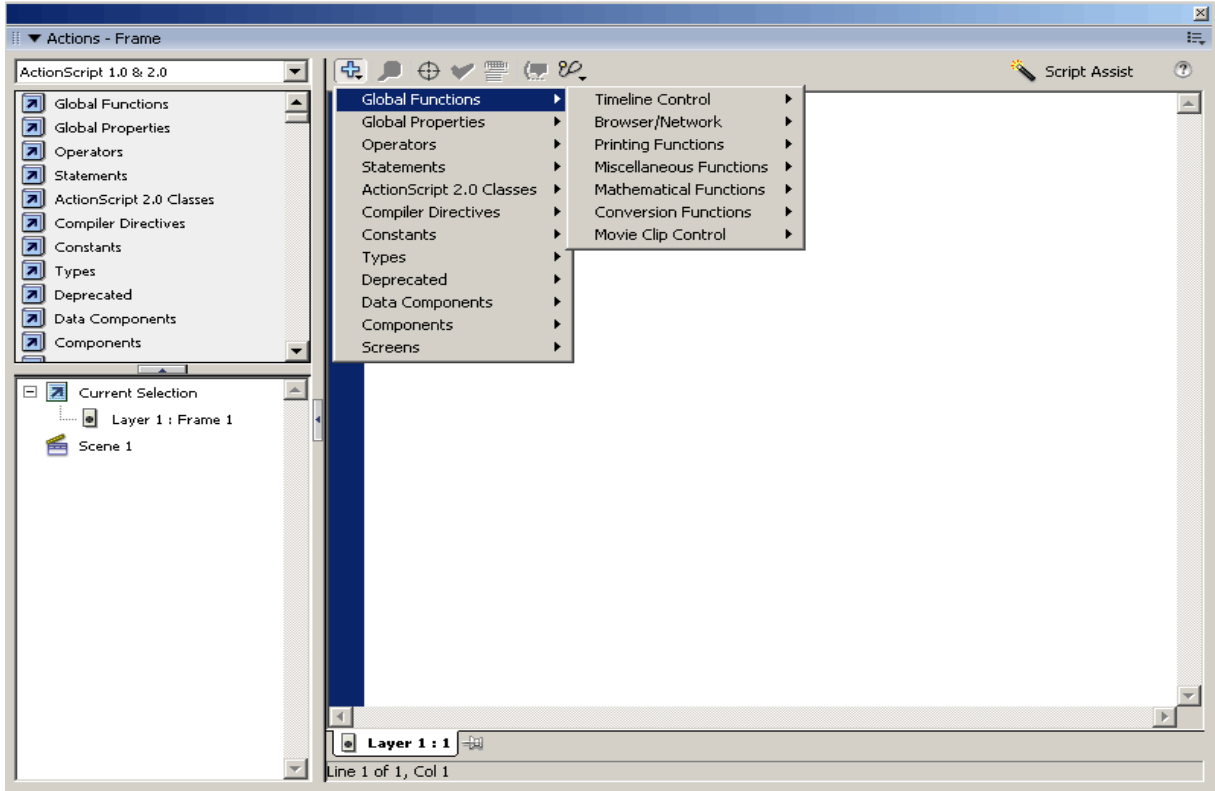 Actions - Frame
ActionScript 1.0 & 2.0
Script Assist
?
Global Functions
Global Properties
Operators
Statements
ActionScript 2.0 Classes
Compiler Directives
Constants
Types
Deprecated
Data Components
Components
Current Selection
Layer 1 : Frame 1
Scene 1
Global Functions
Global Properties
Operators
Statements
ActionScript 2.0 Classes
Compiler Directives
Constants
Types
Deprecated
Data Components
Components
Screens
Timeline Control
Browser/Network
Printing Functions
Miscellaneous Functions
Mathematical Functions
Conversion Functions
Movie Clip Control
Layer 1 : 1
Line 1 of 1, Col 1